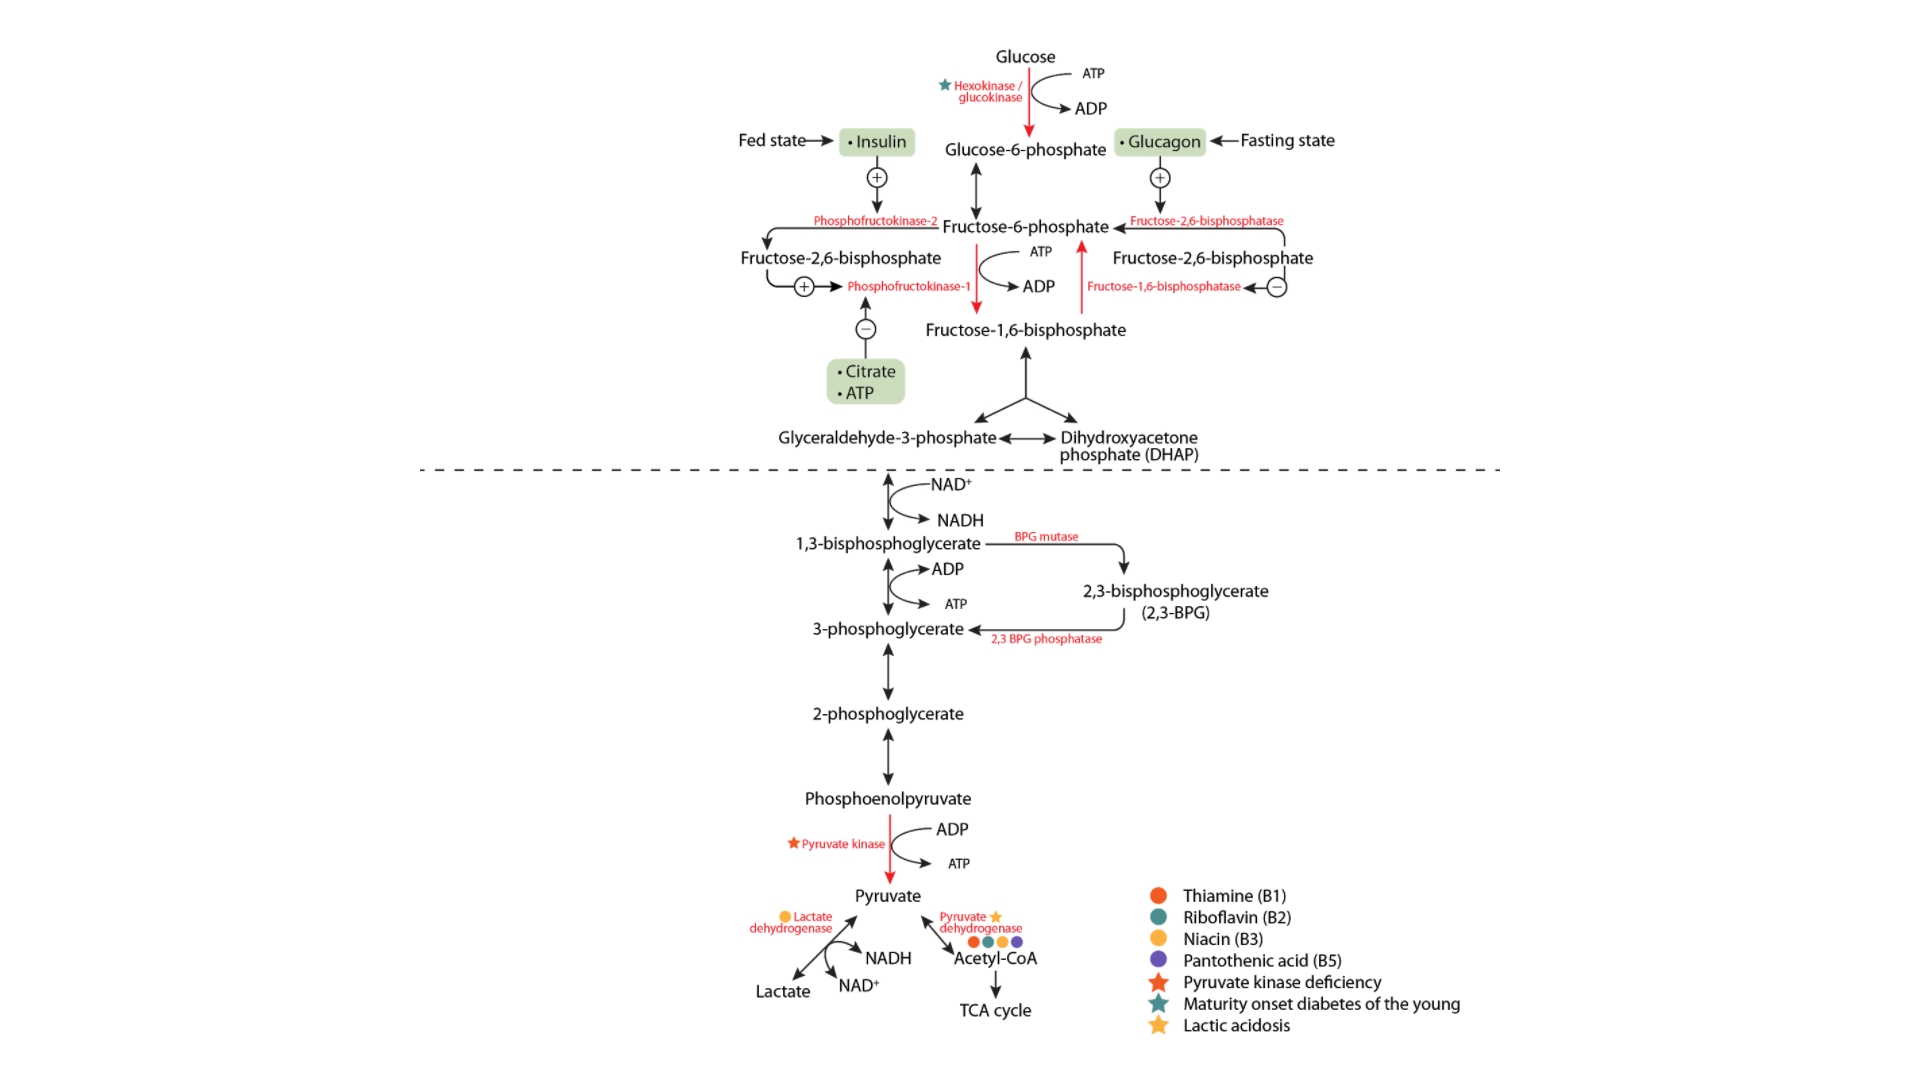 Glucose
ATP
Hexokinase /
glucokinase
ADP
Fed state
• Insulin
Glucose-6-phosphate
• Glucagon
Fasting state
+
+
Phosphofructokinase-2
Fructose-6-phosphate
Fructose-2,6-bisphosphatase
Fructose-2,6-bisphosphate
ATP
Fructose-2,6-bisphosphate
+
Phosphofructokinase-1
ADP
Fructose-1,6-bisphosphatase
−
−
Fructose-1,6-bisphosphate
• Citrate
• ATP
Glyceraldehyde-3-phosphate
Dihydroxyacetone
phosphate (DHAP)
NAD⁺
NADH
1,3-bisphosphoglycerate
BPG mutase
ADP
2,3-bisphosphoglycerate
(2,3-BPG)
ATP
3-phosphoglycerate
2,3 BPG phosphatase
2-phosphoglycerate
Phosphoenolpyruvate
ADP
Pyruvate kinase
ATP
Pyruvate
Lactate
dehydrogenase
Pyruvate
dehydrogenase
NADH
Acetyl-CoA
NAD⁺
Lactate
TCA cycle
Thiamine (B1)
Riboflavin (B2)
Niacin (B3)
Pantothenic acid (B5)
Pyruvate kinase deficiency
Maturity onset diabetes of the young
Lactic acidosis